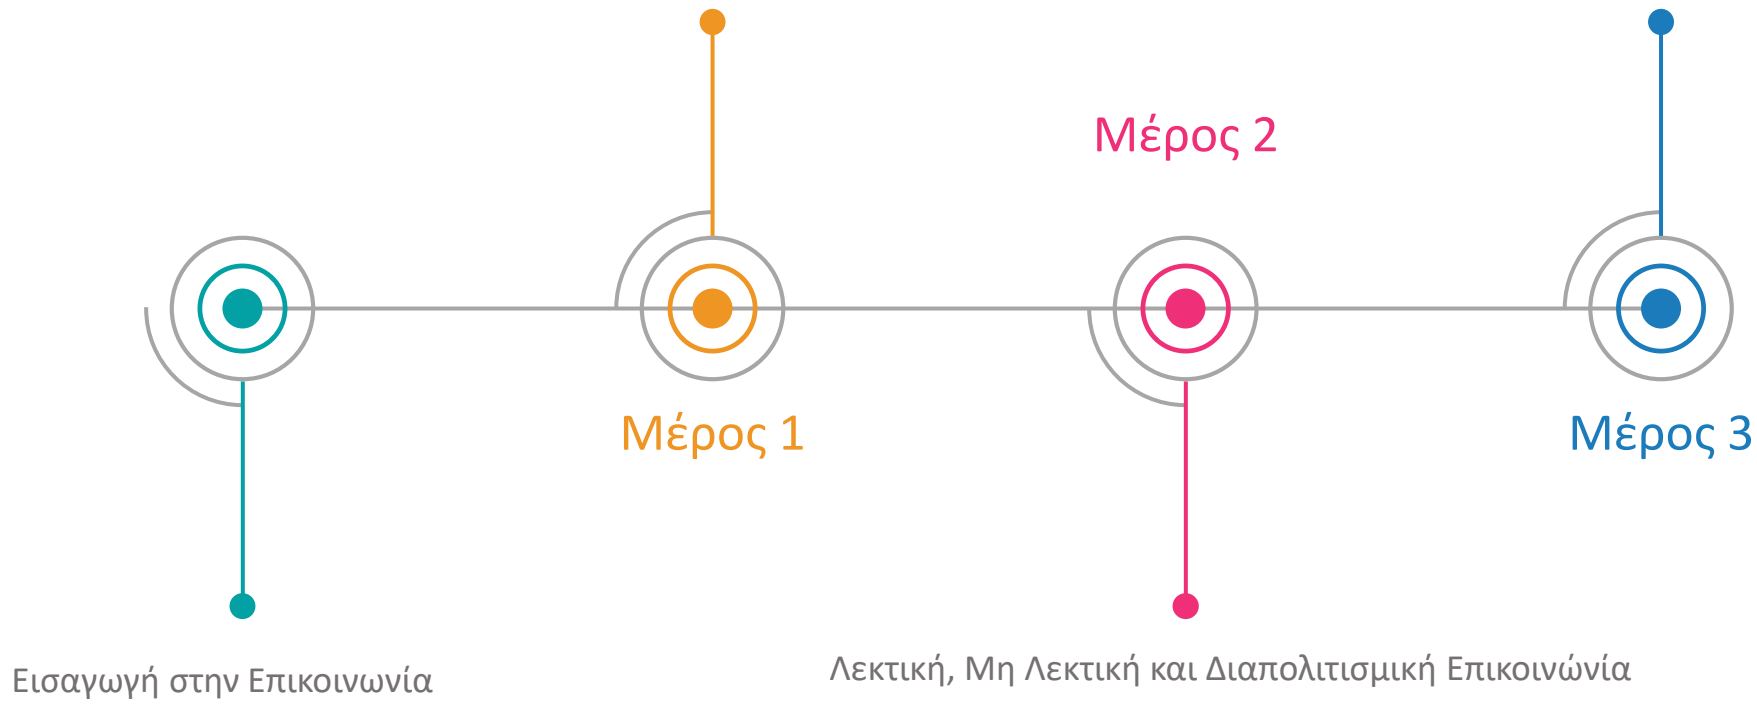 Μέρος 2
Μέρος 1
Μέρος 3
Εισαγωγή στην Επικοινωνία
Λεκτική, Μη Λεκτική και Διαπολιτισμική Επικοινώνία